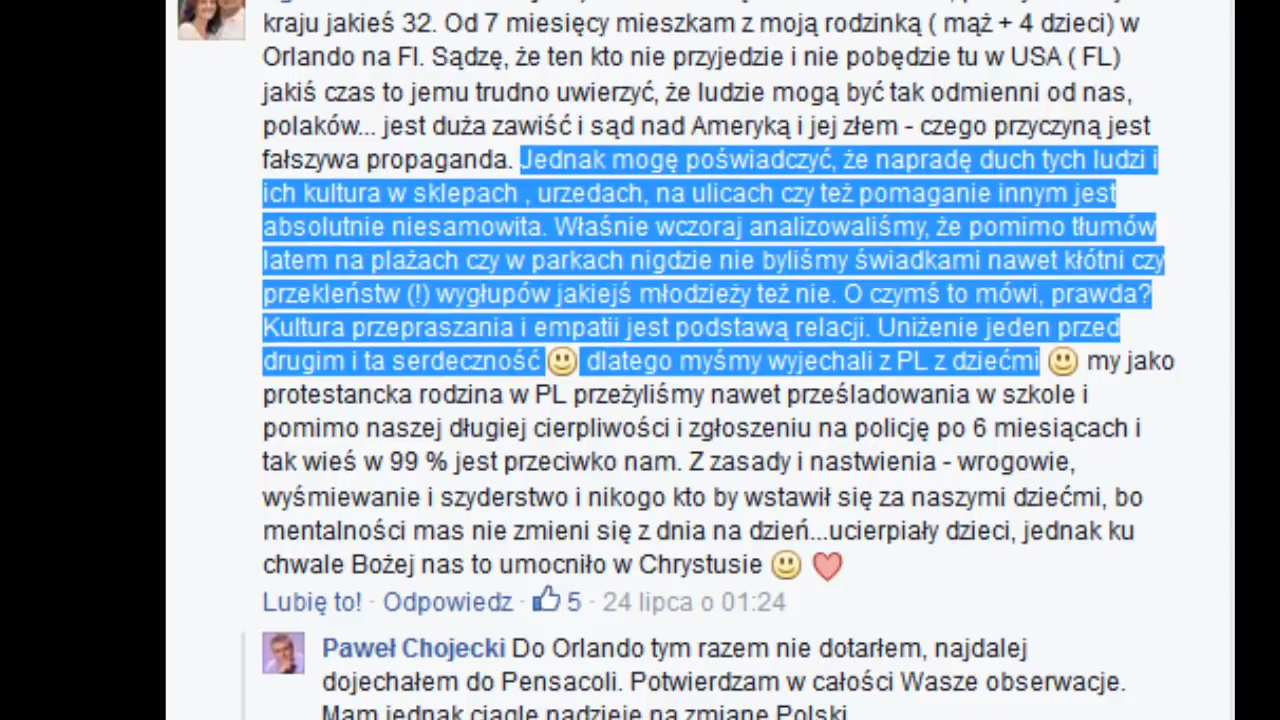 kraju jakieś 32. Od 7 miesięcy mieszkam z moją rodzinką ( mąż + 4 dzieci) w
Orlando na Fl. Sądzę, że ten kto nie przyjedzie i nie pobędzie tu w USA ( FL)
jakiś czas to jemu trudno uwierzyć, że ludzie mogą być tak odmienni od nas,
polaków... jest duża zawiść i sąd nad Ameryką i jej złem - czego przyczyną jest
fałszywa propaganda. Jednak mogę poświadczyć, że napradę duch tych ludzi i
ich kultura w sklepach , urzedach, na ulicach czy też pomaganie innym jest
absolutnie niesamowita. Właśnie wczoraj analizowaliśmy, że pomimo tłumów
latem na plażach czy w parkach nigdzie nie byliśmy świadkami nawet kłótni czy
przekleństw (!) wygłupów jakiejś młodzieży też nie. O czymś to mówi, prawda?
Kultura przepraszania i empatii jest podstawą relacji. Uniżenie jeden przed
drugim i ta serdeczność 🙂 dlatego myśmy wyjechali z PL z dziećmi 🙂 my jako
protestancka rodzina w PL przeżyliśmy nawet prześladowania w szkole i
pomimo naszej długiej cierpliwości i zgłoszeniu na policję po 6 miesiącach i
tak wieś w 99 % jest przeciwko nam. Z zasady i nastwienia - wrogowie,
wyśmiewanie i szyderstwo i nikogo kto by wstawił się za naszymi dziećmi, bo
mentalności mas nie zmieni się z dnia na dzień...ucierpiały dzieci, jednak ku
chwale Bożej nas to umocniło w Chrystusie 🙂 ❤
Lubię to! · Odpowiedz · 5 · 24 lipca o 01:24
Paweł Chojecki Do Orlando tym razem nie dotarłem, najdalej
dojechałem do Pensacoli. Potwierdzam w całości Wasze obserwacje.
Mam jednak ciągle nadzieję na zmianę Polski